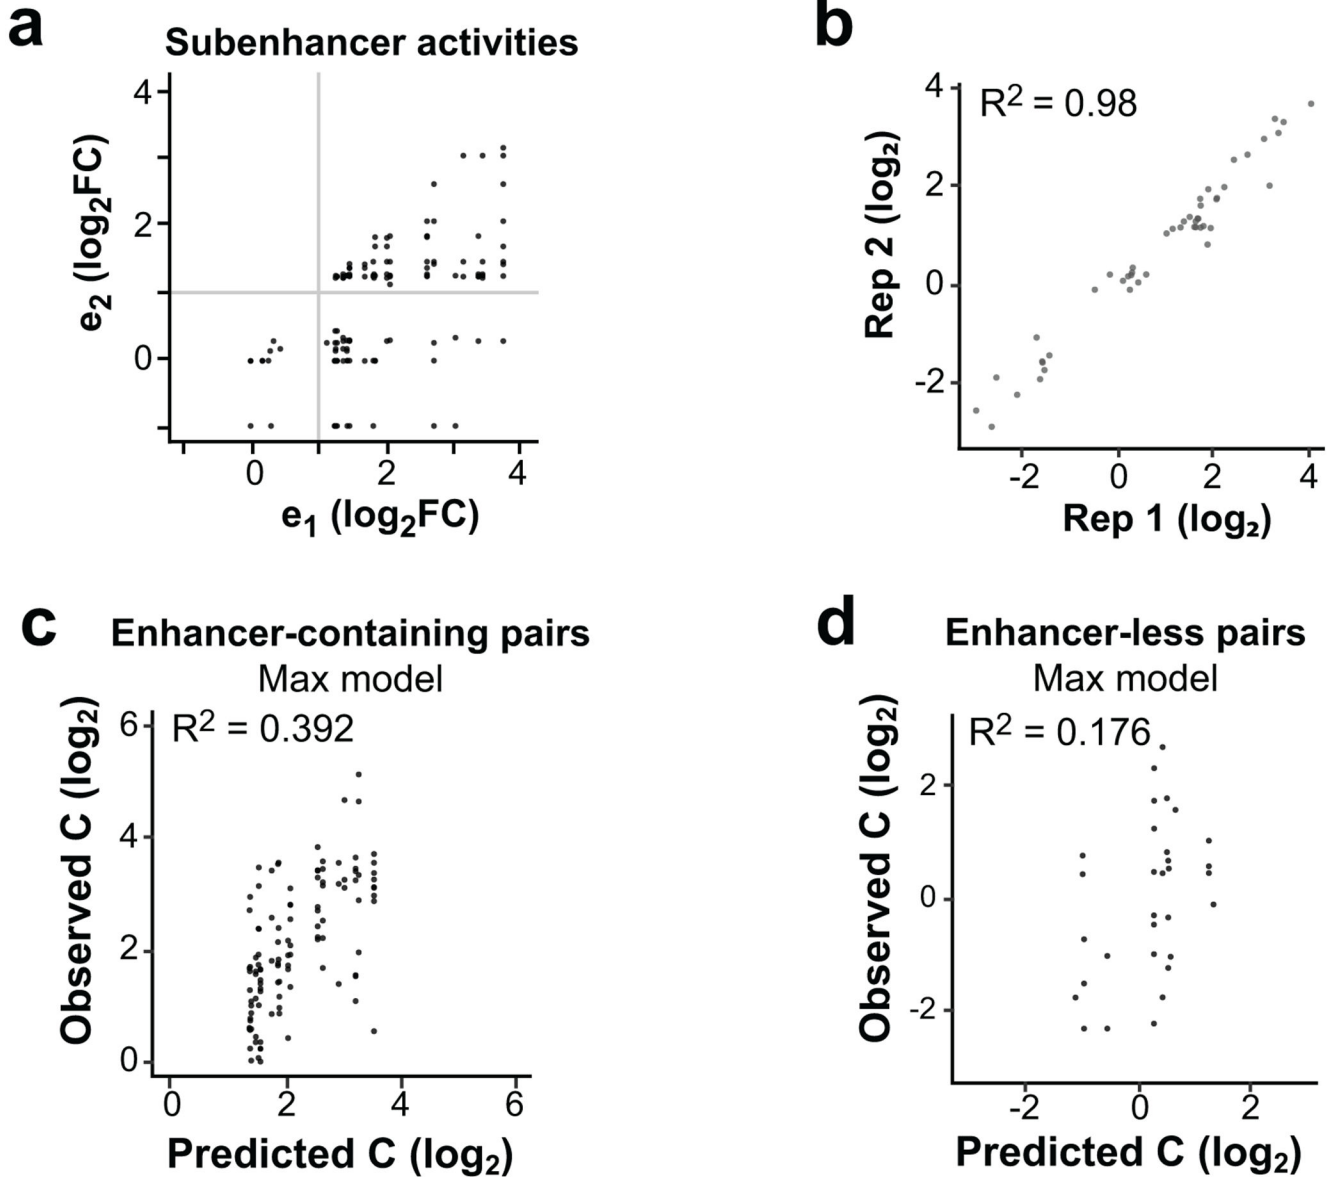 a
Subenhancer activities
4
2
0
e₂ (log₂FC)
0 2 4
e₁ (log₂FC)
b
R² = 0.98
4
2
0
-2
Rep 2 (log₂)
-2 0 2 4
Rep 1 (log₂)
c
Enhancer-containing pairs
Max model
R² = 0.392
6
4
2
0
Observed C (log₂)
0 2 4 6
Predicted C (log₂)
d
Enhancer-less pairs
Max model
R² = 0.176
2
0
-2
Observed C (log₂)
-2 0 2
Predicted C (log₂)